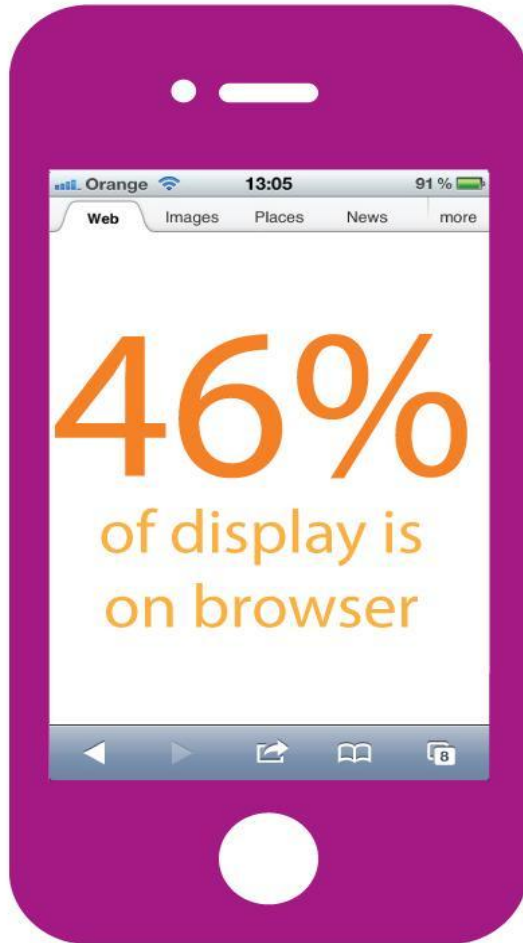 Orange 13:05 91 %
Web Images Places News more
46%
of display is
on browser
8